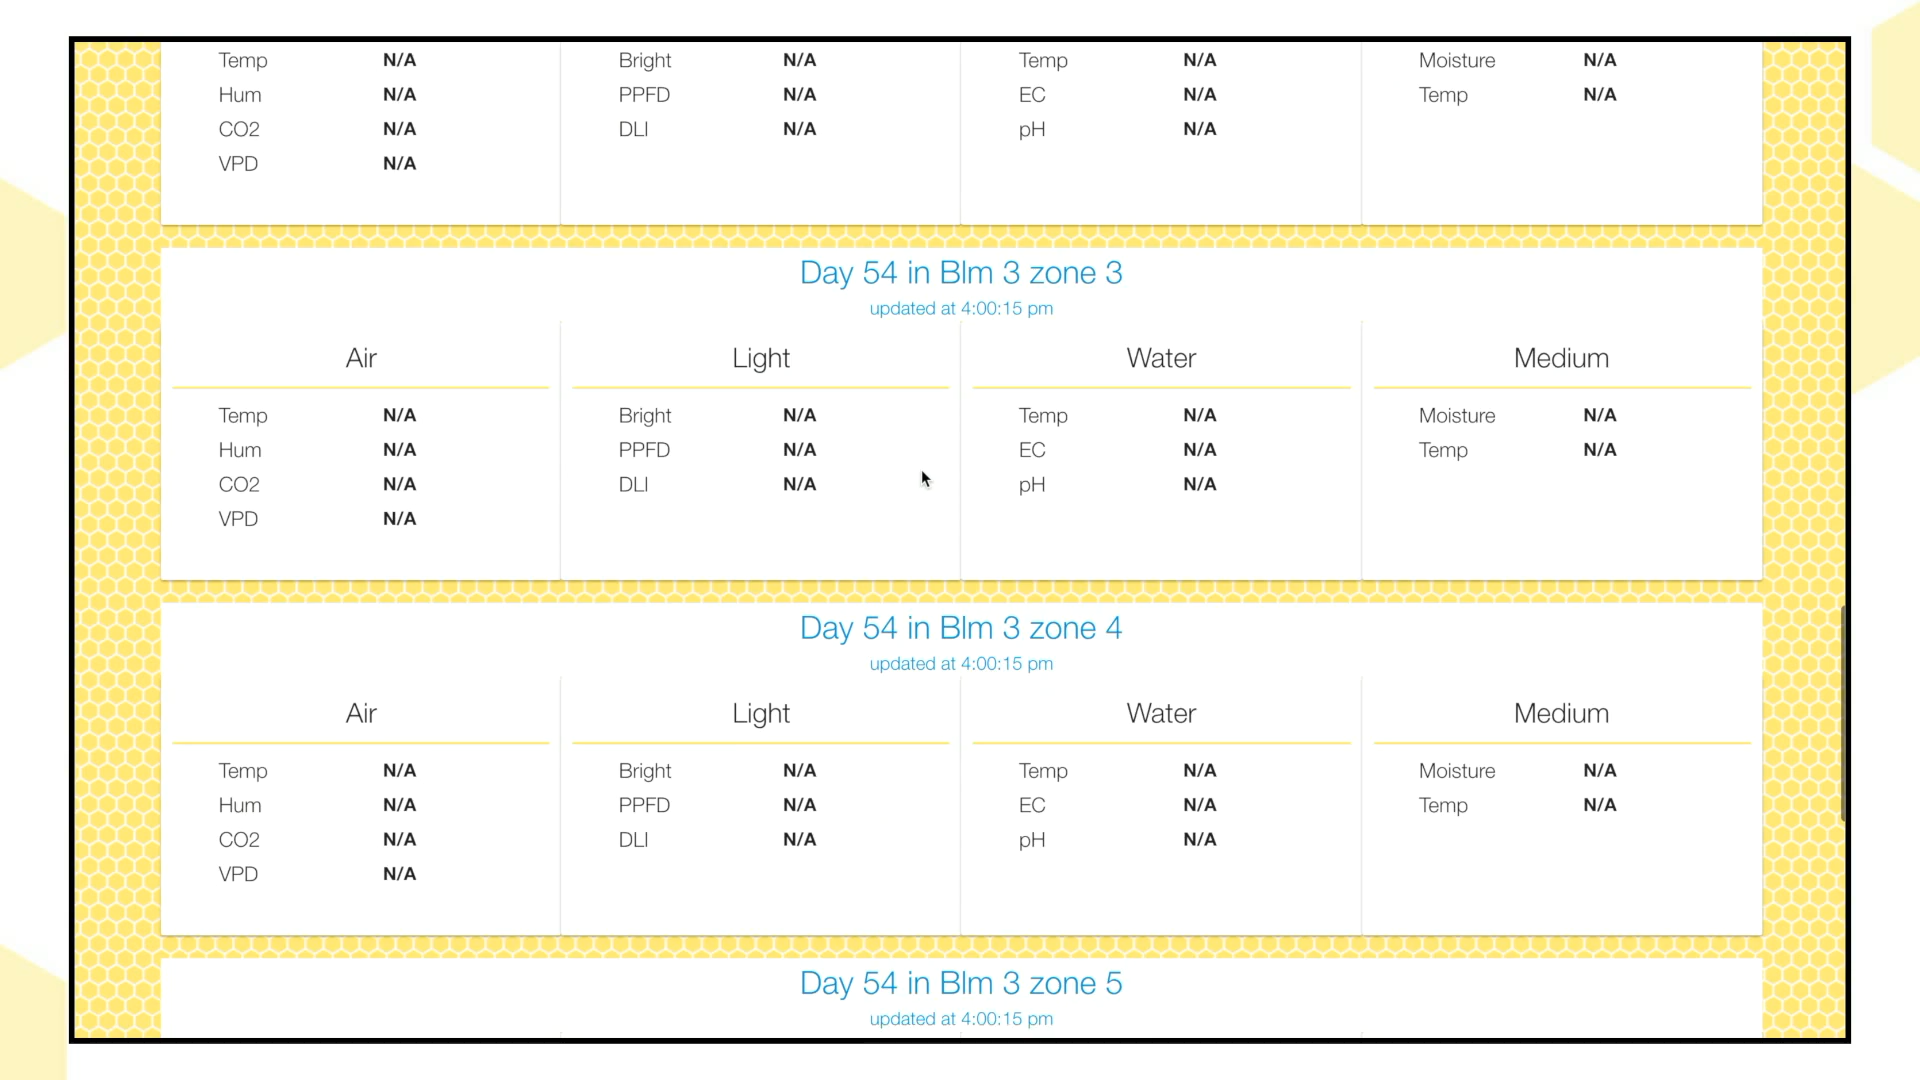 Temp N/A Bright N/A Temp N/A Moisture N/A
Hum N/A PPFD N/A EC N/A Temp N/A
CO2 N/A DLI N/A pH N/A
VPD N/A
Day 54 in Blm 3 zone 3
updated at 4:00:15 pm
Air Light Water Medium
Temp N/A Bright N/A Temp N/A Moisture N/A
Hum N/A PPFD N/A EC N/A Temp N/A
CO2 N/A DLI N/A pH N/A
VPD N/A
Day 54 in Blm 3 zone 4
updated at 4:00:15 pm
Air Light Water Medium
Temp N/A Bright N/A Temp N/A Moisture N/A
Hum N/A PPFD N/A EC N/A Temp N/A
CO2 N/A DLI N/A pH N/A
VPD N/A
Day 54 in Blm 3 zone 5
updated at 4:00:15 pm